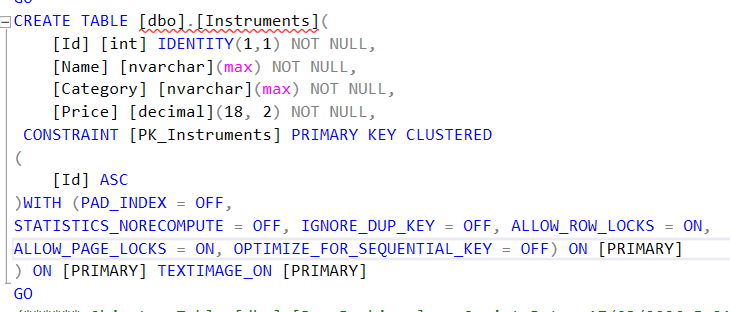 GO
CREATE TABLE [dbo].[Instruments](
[Id] [int] IDENTITY(1,1) NOT NULL,
[Name] [nvarchar](max) NOT NULL,
[Category] [nvarchar](max) NOT NULL,
[Price] [decimal](18, 2) NOT NULL,
CONSTRAINT [PK_Instruments] PRIMARY KEY CLUSTERED
(
[Id] ASC
)WITH (PAD_INDEX = OFF,
STATISTICS_NORECOMPUTE = OFF, IGNORE_DUP_KEY = OFF, ALLOW_ROW_LOCKS = ON,
ALLOW_PAGE_LOCKS = ON, OPTIMIZE_FOR_SEQUENTIAL_KEY = OFF) ON [PRIMARY]
) ON [PRIMARY] TEXTIMAGE_ON [PRIMARY]
GO